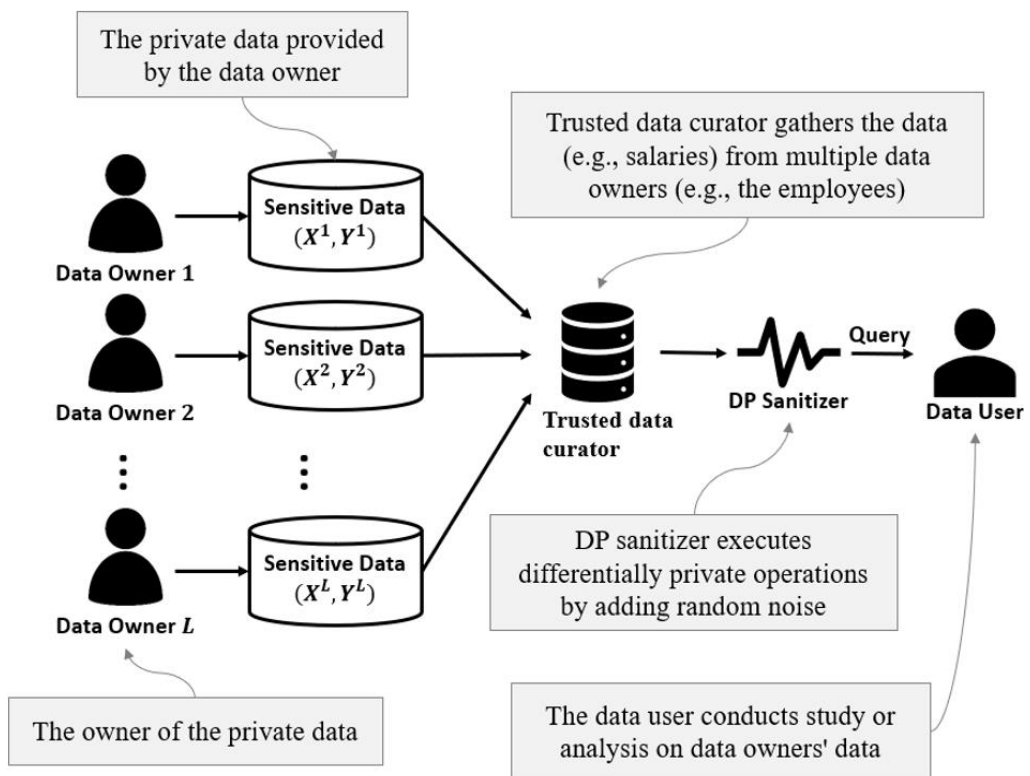 The private data provided
by the data owner
Trusted data curator gathers the data
(e.g., salaries) from multiple data
owners (e.g., the employees)
Sensitive Data
(X¹, Y¹)
Data Owner 1
Sensitive Data
(X², Y²)
Data Owner 2
Trusted data
curator
DP Sanitizer
Query
Data User
Sensitive Data
(Xᴸ, Yᴸ)
Data Owner L
DP sanitizer executes
differentially private operations
by adding random noise
The owner of the private data
The data user conducts study or
analysis on data owners' data